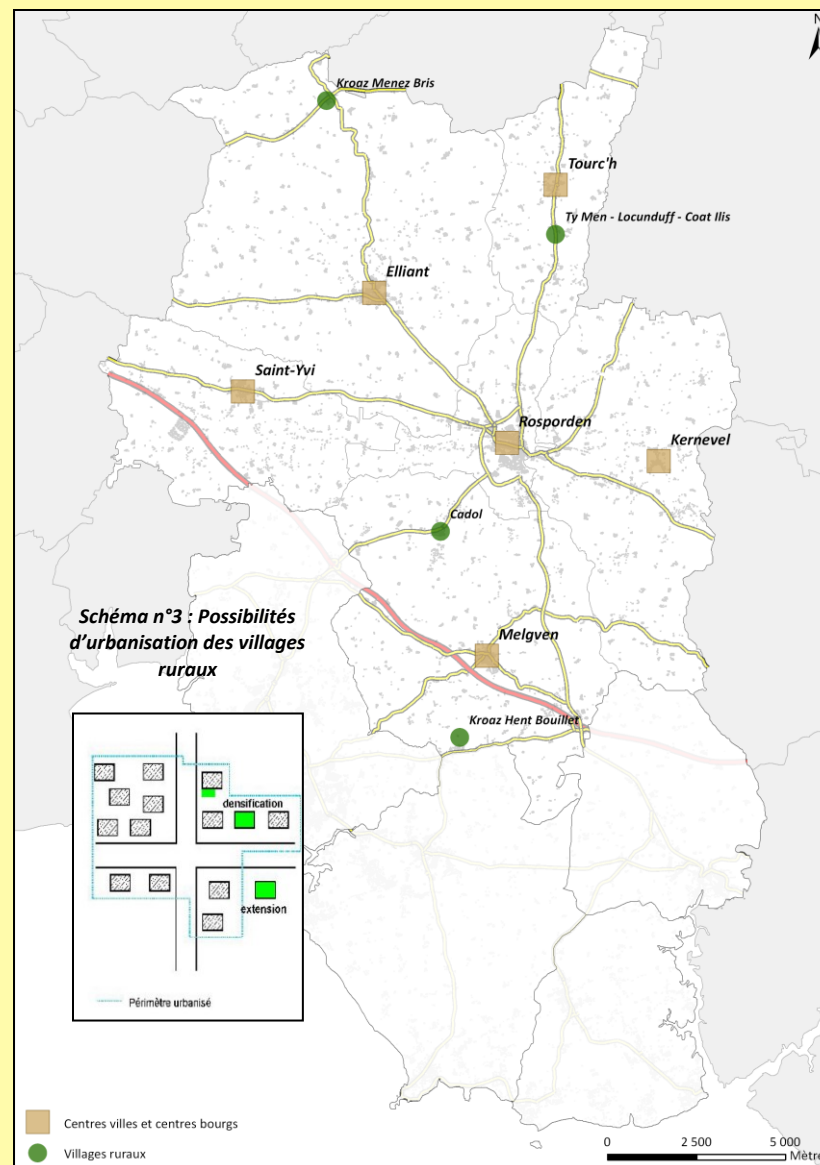 N
Kroaz Menez Bris
Tourc'h
Ty Men - Locunduff - Coat Ilis
Elliant
Saint-Yvi
Rosporden
Kernevel
Cadol
Schéma n°3 : Possibilités
d'urbanisation des villages
ruraux
Melgven
Kroaz Hent Bouillet
densification
extension
Périmètre urbanisé
Centres villes et centres bourgs
Villages ruraux
0 2 500 5 000
Mètre